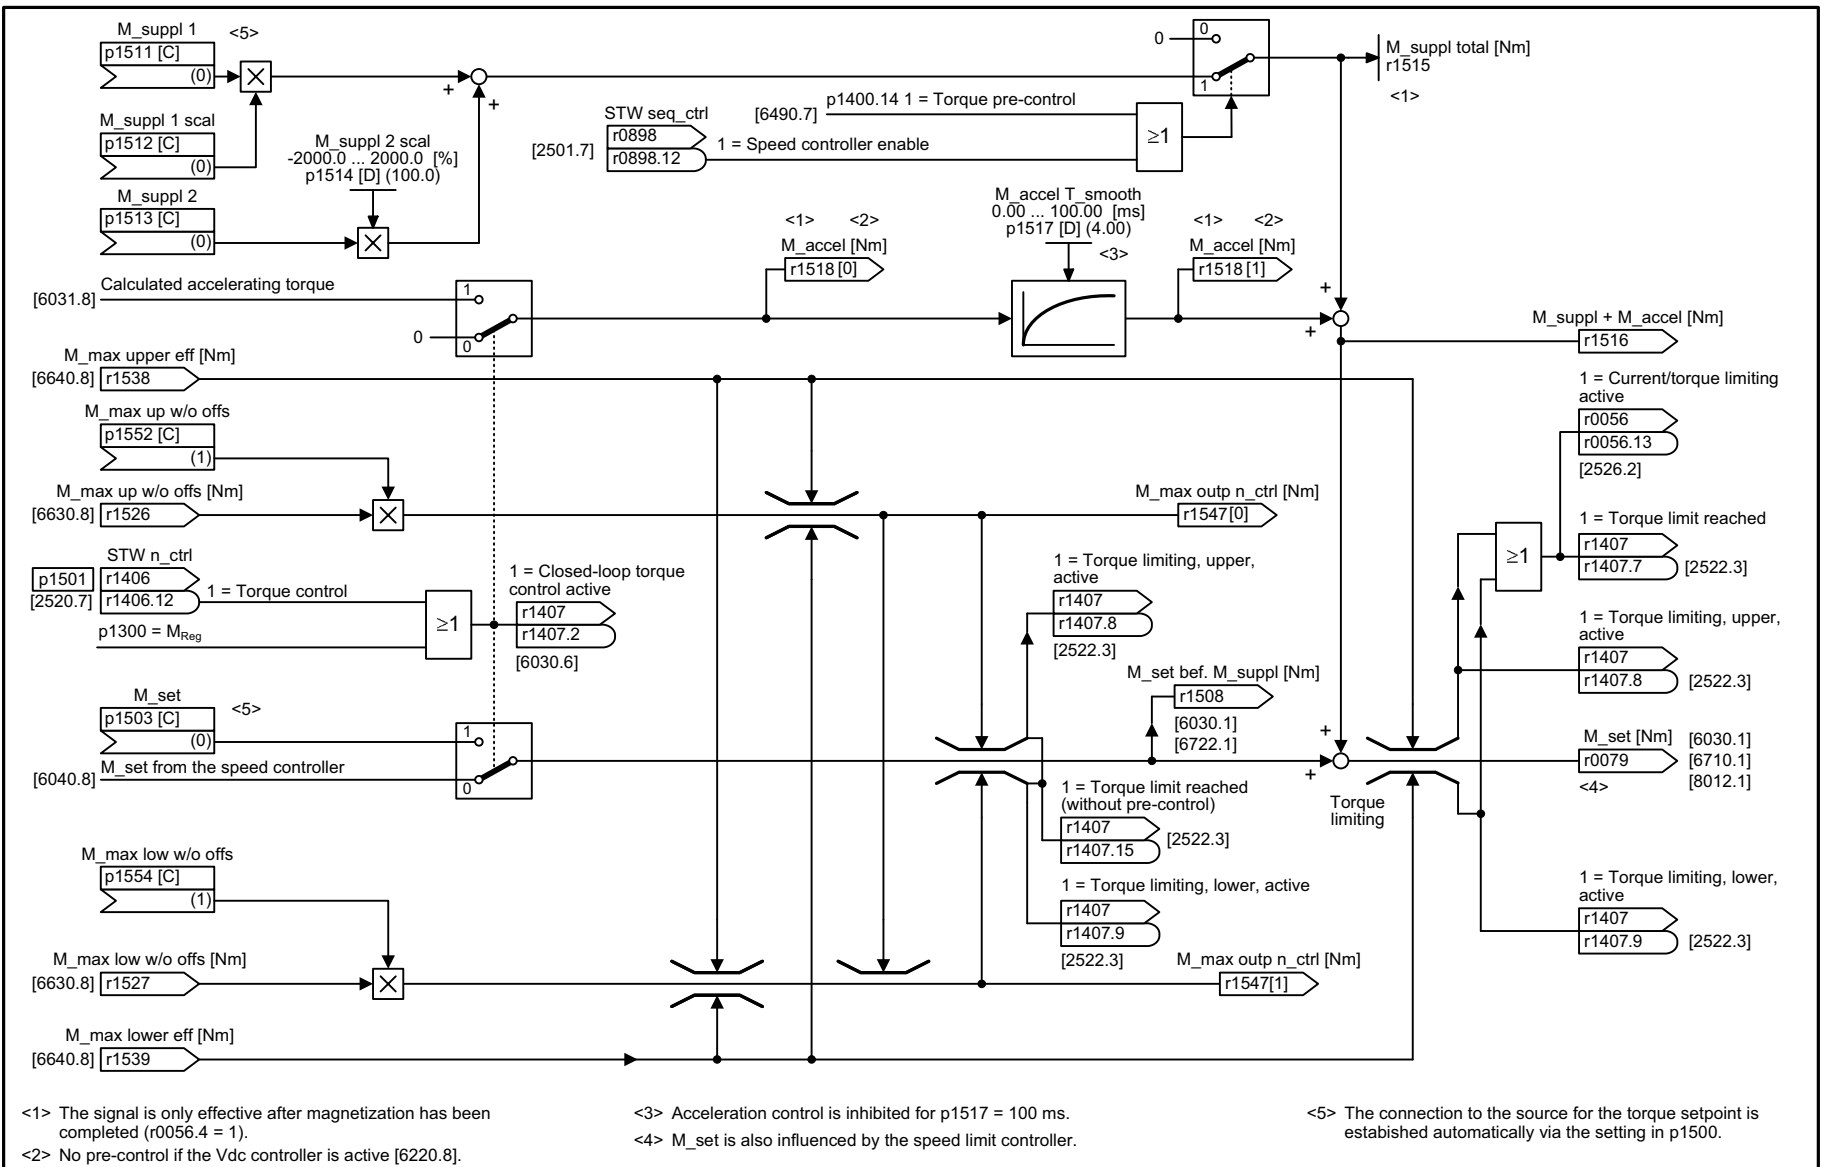 M_suppl 1
<5>
p1511 [C]
(0)
M_suppl 1 scal
p1512 [C]
(0)
M_suppl 2 scal
-2000.0 ... 2000.0 [%]
p1514 [D] (100.0)
M_suppl 2
p1513 [C]
(0)
+
+
0
0
1
M_suppl total [Nm]
r1515
<1>
p1400.14 1 = Torque pre-control
[6490.7]
STW seq_ctrl
r0898
r0898.12
[2501.7]
1 = Speed controller enable
≥1
M_accel T_smooth
0.00 ... 100.00 [ms]
p1517 [D] (4.00)
<3>
<1> <2>
M_accel [Nm]
r1518 [0]
<1> <2>
M_accel [Nm]
r1518 [1]
Calculated accelerating torque
[6031.8]
1
0
0
+
+
M_suppl + M_accel [Nm]
r1516
M_max upper eff [Nm]
[6640.8] r1538
M_max up w/o offs
p1552 [C]
(1)
M_max up w/o offs [Nm]
[6630.8] r1526
M_max outp n_ctrl [Nm]
r1547[0]
1 = Current/torque limiting
active
r0056
r0056.13
[2526.2]
≥1
1 = Torque limit reached
r1407
r1407.7
[2522.3]
STW n_ctrl
p1501
r1406
[2520.7]
r1406.12
1 = Torque control
p1300 = MReg
≥1
1 = Closed-loop torque
control active
r1407
r1407.2
[6030.6]
1 = Torque limiting, upper,
active
r1407
r1407.8
[2522.3]
1 = Torque limiting, upper,
active
r1407
r1407.8
[2522.3]
M_set bef. M_suppl [Nm]
r1508
[6030.1]
[6722.1]
M_set
p1503 [C]
(0)
<5>
[6040.8]
M_set from the speed controller
1
0
+
+
Torque
limiting
M_set [Nm]
r0079
<4>
[6030.1]
[6710.1]
[8012.1]
1 = Torque limit reached
(without pre-control)
r1407
r1407.15
[2522.3]
1 = Torque limiting, lower, active
r1407
r1407.9
[2522.3]
1 = Torque limiting, lower,
active
r1407
r1407.9
[2522.3]
M_max low w/o offs
p1554 [C]
(1)
M_max low w/o offs [Nm]
[6630.8] r1527
M_max outp n_ctrl [Nm]
r1547[1]
M_max lower eff [Nm]
[6640.8] r1539
<1> The signal is only effective after magnetization has been
completed (r0056.4 = 1).
<2> No pre-control if the Vdc controller is active [6220.8].
<3> Acceleration control is inhibited for p1517 = 100 ms.
<4> M_set is also influenced by the speed limit controller.
<5> The connection to the source for the torque setpoint is
estabished automatically via the setting in p1500.